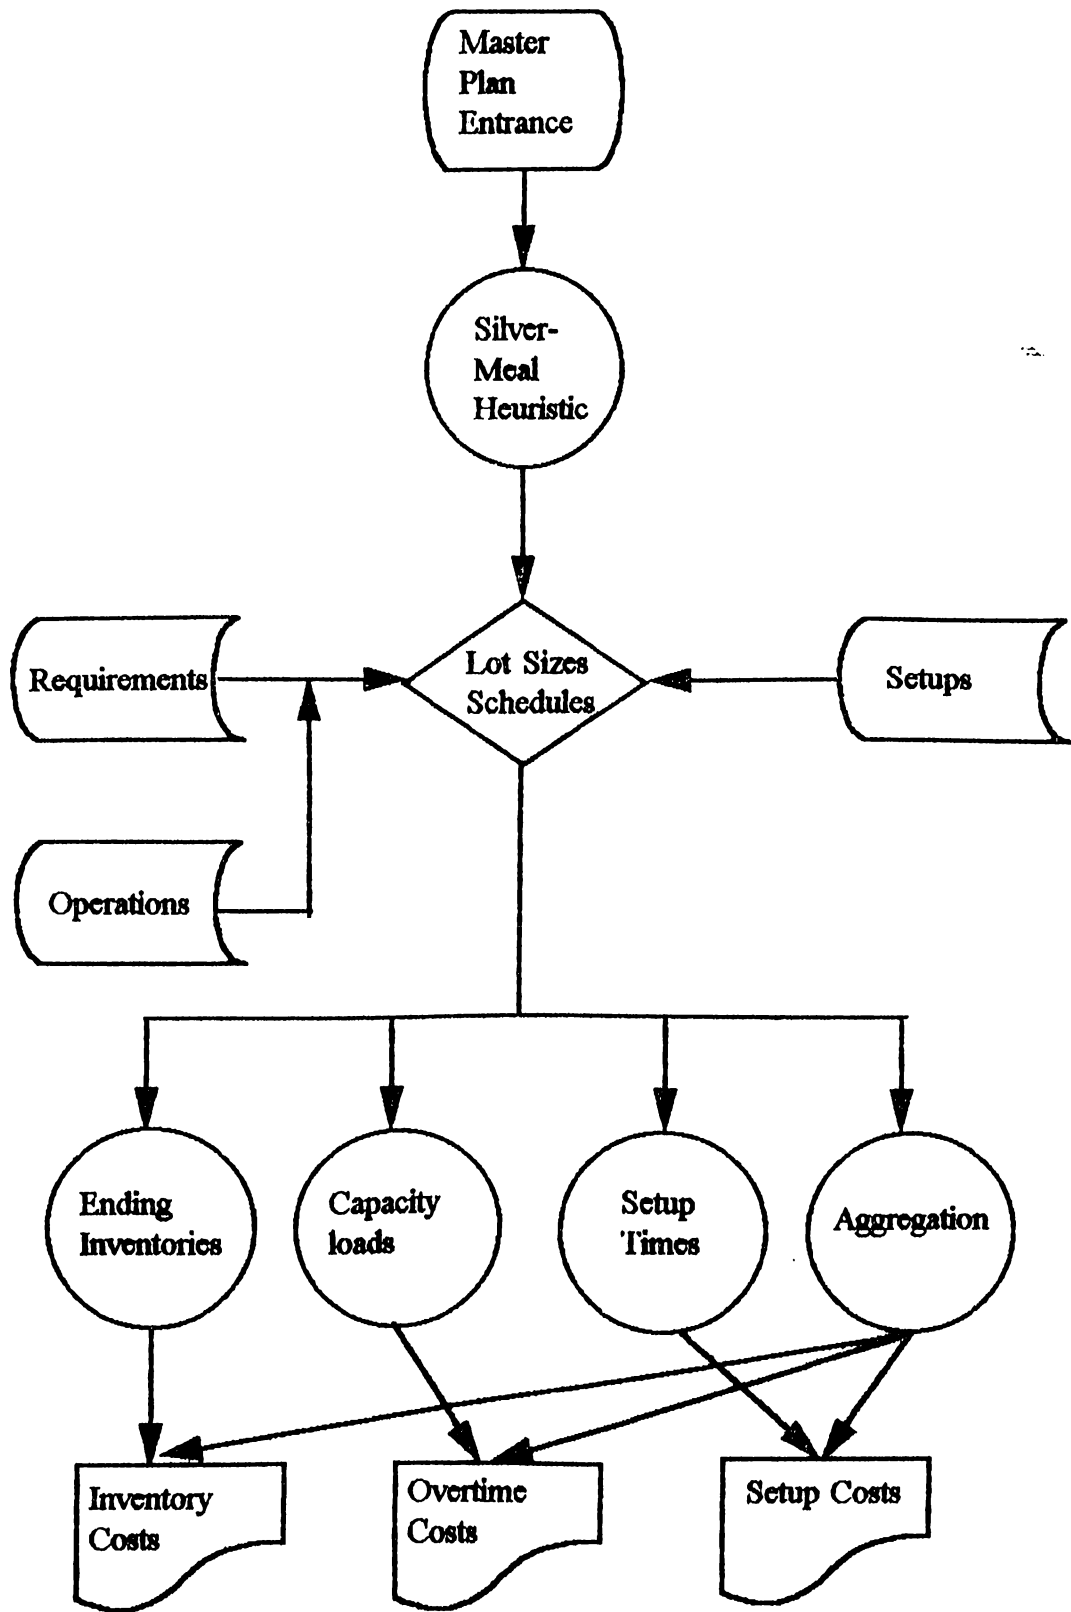 Master
Plan
Entrance
Silver-
Meal
Heuristic
Requirements
Lot Sizes
Schedules
Setups
Operations
Ending
Inventories
Capacity
loads
Setup
Times
Aggregation
Inventory
Costs
Overtime
Costs
Setup Costs